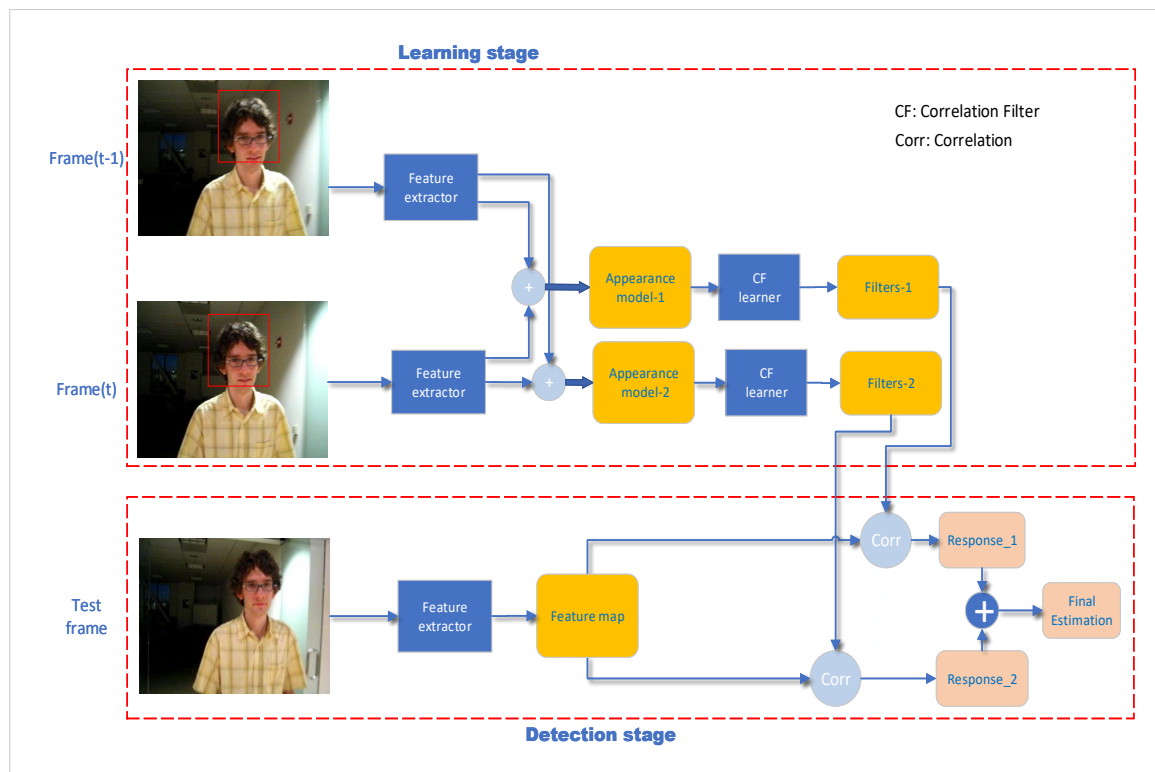 Learning stage
CF: Correlation Filter
Corr: Correlation
Frame(t-1)
Feature
extractor
+
Appearance
model-1
CF
learner
Filters-1
Frame(t)
Feature
extractor
+
Appearance
model-2
CF
learner
Filters-2
Test
frame
Feature
extractor
Feature map
Corr
Response_1
+
Final
Estimation
Corr
Response_2
Detection stage